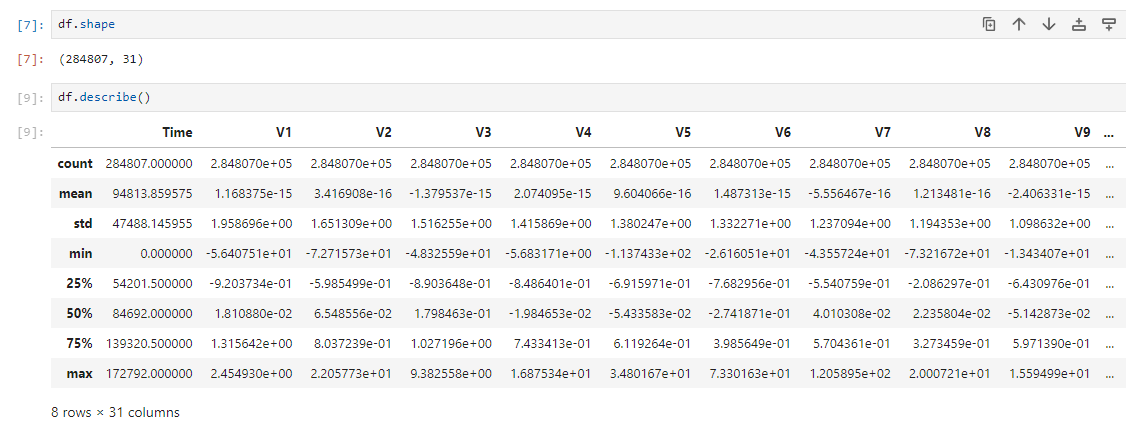 [7]: df.shape
[7]: (284807, 31)
[9]: df.describe()
[9]:
Time V1 V2 V3 V4 V5 V6 V7 V8 V9 ...
count 284807.000000 2.848070e+05 2.848070e+05 2.848070e+05 2.848070e+05 2.848070e+05 2.848070e+05 2.848070e+05 2.848070e+05 2.848070e+05 ...
mean 94813.859575 1.168375e-15 3.416908e-16 -1.379537e-15 2.074095e-15 9.604066e-16 1.487313e-15 -5.556467e-16 1.213481e-16 -2.406331e-15 ...
std 47488.145955 1.958696e+00 1.651309e+00 1.516255e+00 1.415869e+00 1.380247e+00 1.332271e+00 1.237094e+00 1.194353e+00 1.098632e+00 ...
min 0.000000 -5.640751e+01 -7.271573e+01 -4.832559e+01 -5.683171e+00 -1.137433e+02 -2.616051e+01 -4.355724e+01 -7.321672e+01 -1.343407e+01 ...
25% 54201.500000 -9.203734e-01 -5.985499e-01 -8.903648e-01 -8.486401e-01 -6.915971e-01 -7.682956e-01 -5.540759e-01 -2.086297e-01 -6.430976e-01 ...
50% 84692.000000 1.810880e-02 6.548556e-02 1.798463e-01 -1.984653e-02 -5.433583e-02 -2.741871e-01 4.010308e-02 2.235804e-02 -5.142873e-02 ...
75% 139320.500000 1.315642e+00 8.037239e-01 1.027196e+00 7.433413e-01 6.119264e-01 3.985649e-01 5.704361e-01 3.273459e-01 5.971390e-01 ...
max 172792.000000 2.454930e+00 2.205773e+01 9.382558e+00 1.687534e+01 3.480167e+01 7.330163e+01 1.205895e+02 2.000721e+01 1.559499e+01 ...
8 rows × 31 columns